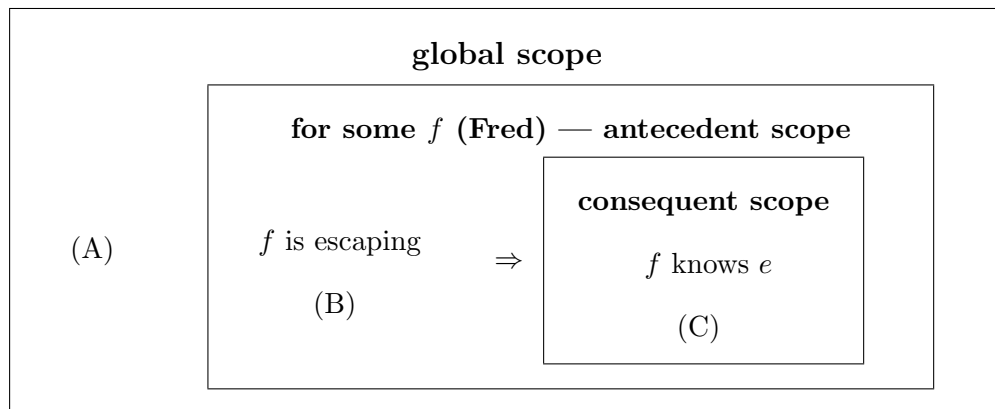 global scope
for some f (Fred) — antecedent scope
consequent scope
f is escaping
(A)
⇒
f knows e
(B)
(C)